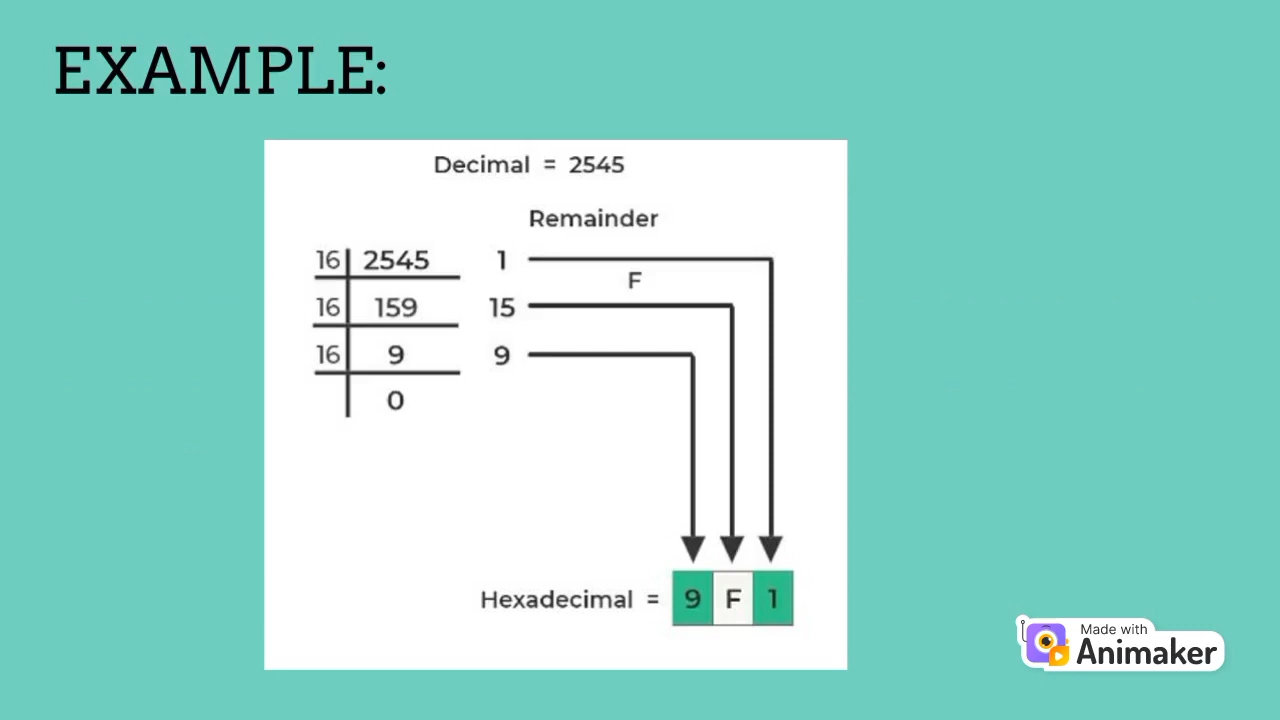 EXAMPLE:
Decimal = 2545
Remainder
16 2545 1
F
16 159 15
16 9 9
0
Hexadecimal = 9 F 1
Made with
Animaker